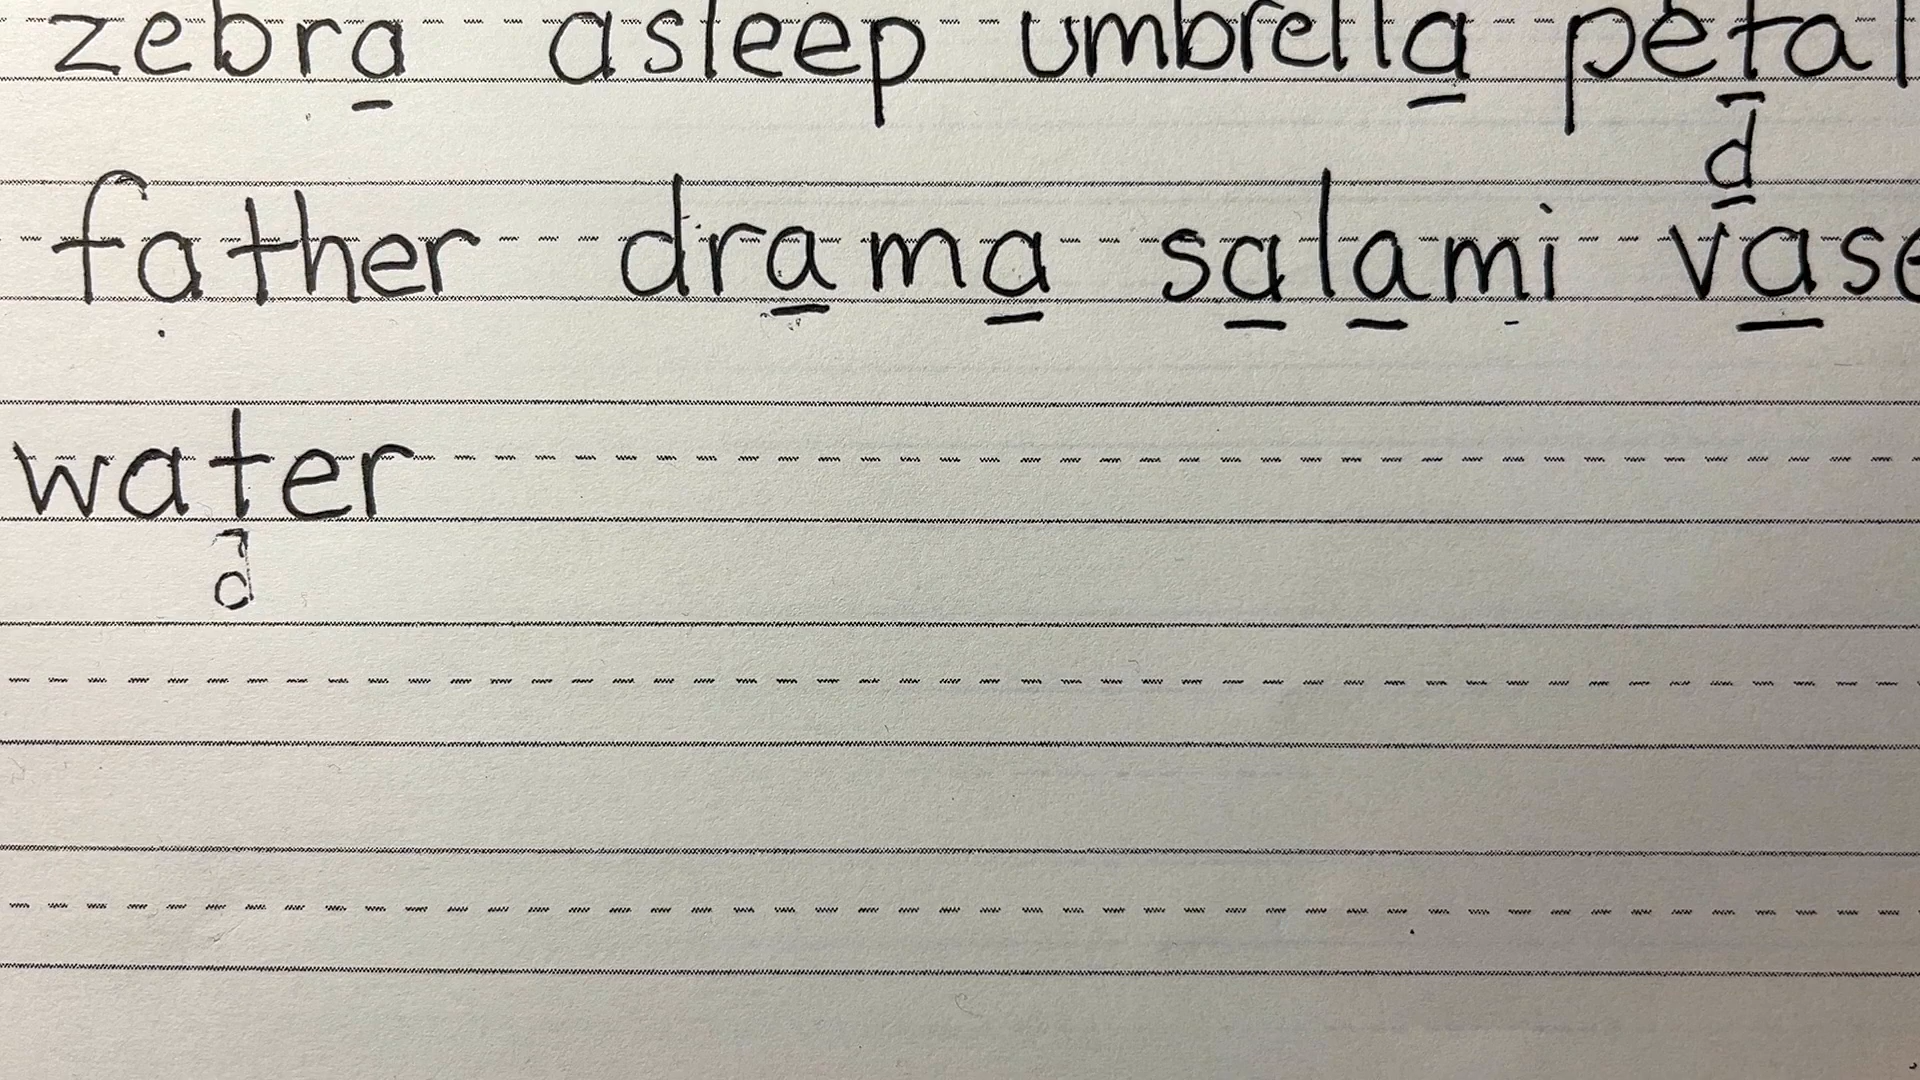 zebra asleep umbrella petal
d
father drama salami vase
water
d